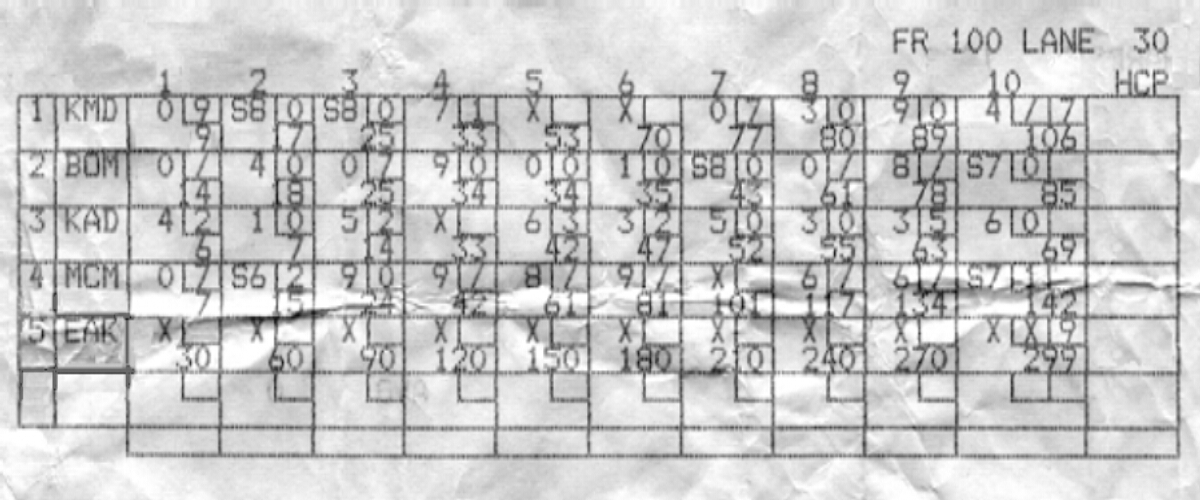 FR 100 LANE 30
1 2 3 4 5 6 7 8 9 10 HCP
1 KMD 0 9 S6 0 S8 0 7 1 X X 0 7 3 0 9 0 4 / 7
9 17 25 33 53 70 77 80 89 106
2 BOM 0 / 4 0 0 7 9 0 0 0 1 0 S8 0 0 / 8 / S7 0
14 18 25 34 34 35 43 61 78 85
3 KAD 4 2 1 0 5 2 X 6 3 3 2 5 0 3 0 3 5 6 0
6 7 14 33 42 47 52 55 63 69
4 MCM 0 7 S6 2 9 0 9 / 8 / 9 / X 6 / 6 / S7 1
7 15 24 42 61 81 101 117 134 142
5 EAK X X X X X X X X X X X 9
30 60 90 120 150 180 210 240 270 299